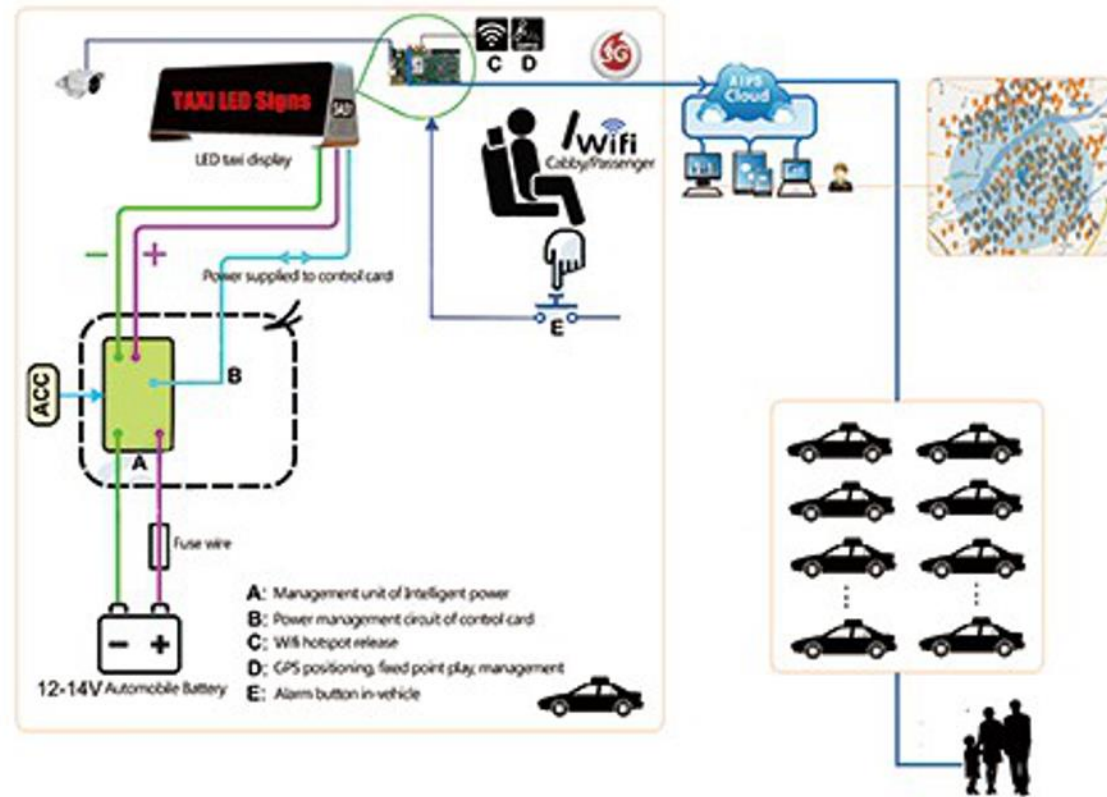 C D
TAXI LED Signs
LED taxi display
Wifi
Cabby/Passenger
AIPS
Cloud
− +
Power supplied to control card
E
B
ACC
A
Fuse wire
− +
12-14V Automobile Battery
A: Management unit of Intelligent power
B: Power management circuit of control card
C: Wifi hotspot release
D: GPS positioning, feed point play, management
E: Alarm button in-vehicle